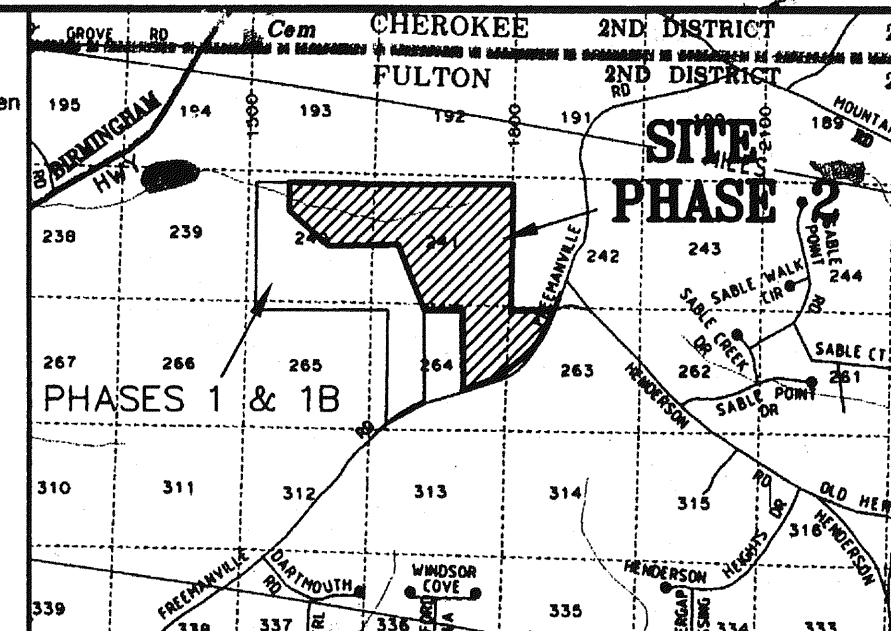 GROVE RD Cem CHEROKEE 2ND DISTRICT
FULTON 2ND DISTRICT
en
195 194 1500 193 192 1800 191 RD 2100 189 MOUNTA
RD
BIRMINGHAM
HWY
RD
SITE
PHASE 2
238 239 240 241 FREEMANVILLE 242 243 SABLE POINT RD 244
SABLE WALK CIR
SABLE CREEK DR
SABLE CT
267 266 265 264 263 HENDERSON 262 261
SABLE POINT DR
PHASES 1 & 1B
RD
310 311 312 313 314 315 RD DR OLD HEN
316 HENDERSON
FREEMANVILLE RD
DARTMOUTH
WINDSOR COVE
HENDERSON HEIGHTS
339 338 337 336 335 334 333